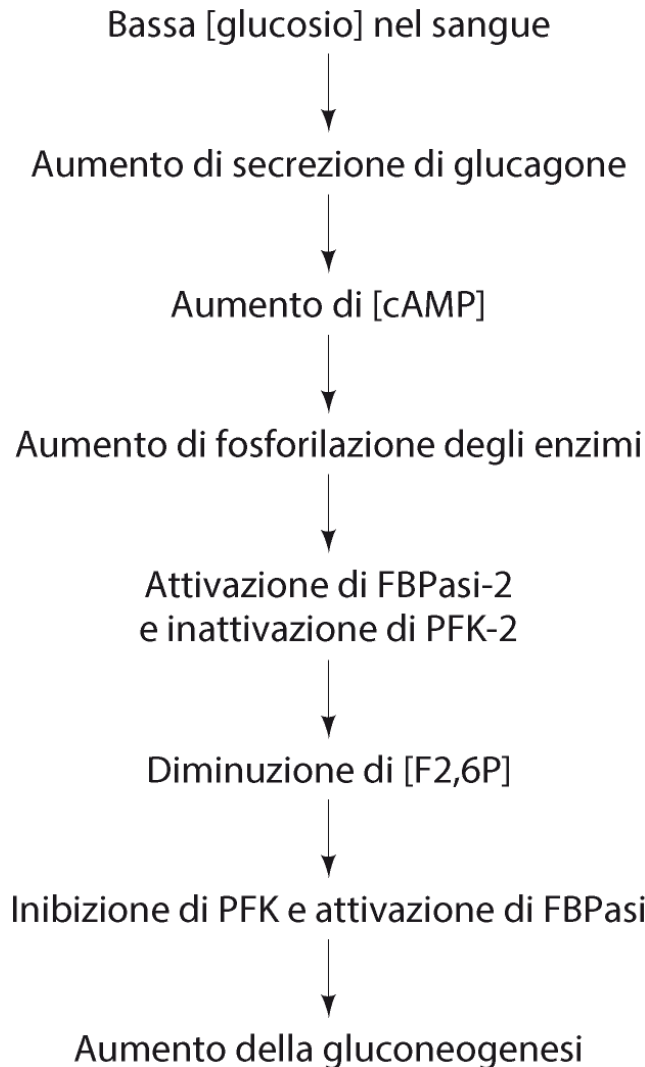 Bassa [glucosio] nel sangue
Aumento di secrezione di glucagone
Aumento di [cAMP]
Aumento di fosforilazione degli enzimi
Attivazione di FBPasi-2
e inattivazione di PFK-2
Diminuzione di [F2,6P]
Inibizione di PFK e attivazione di FBPasi
Aumento della gluconeogenesi